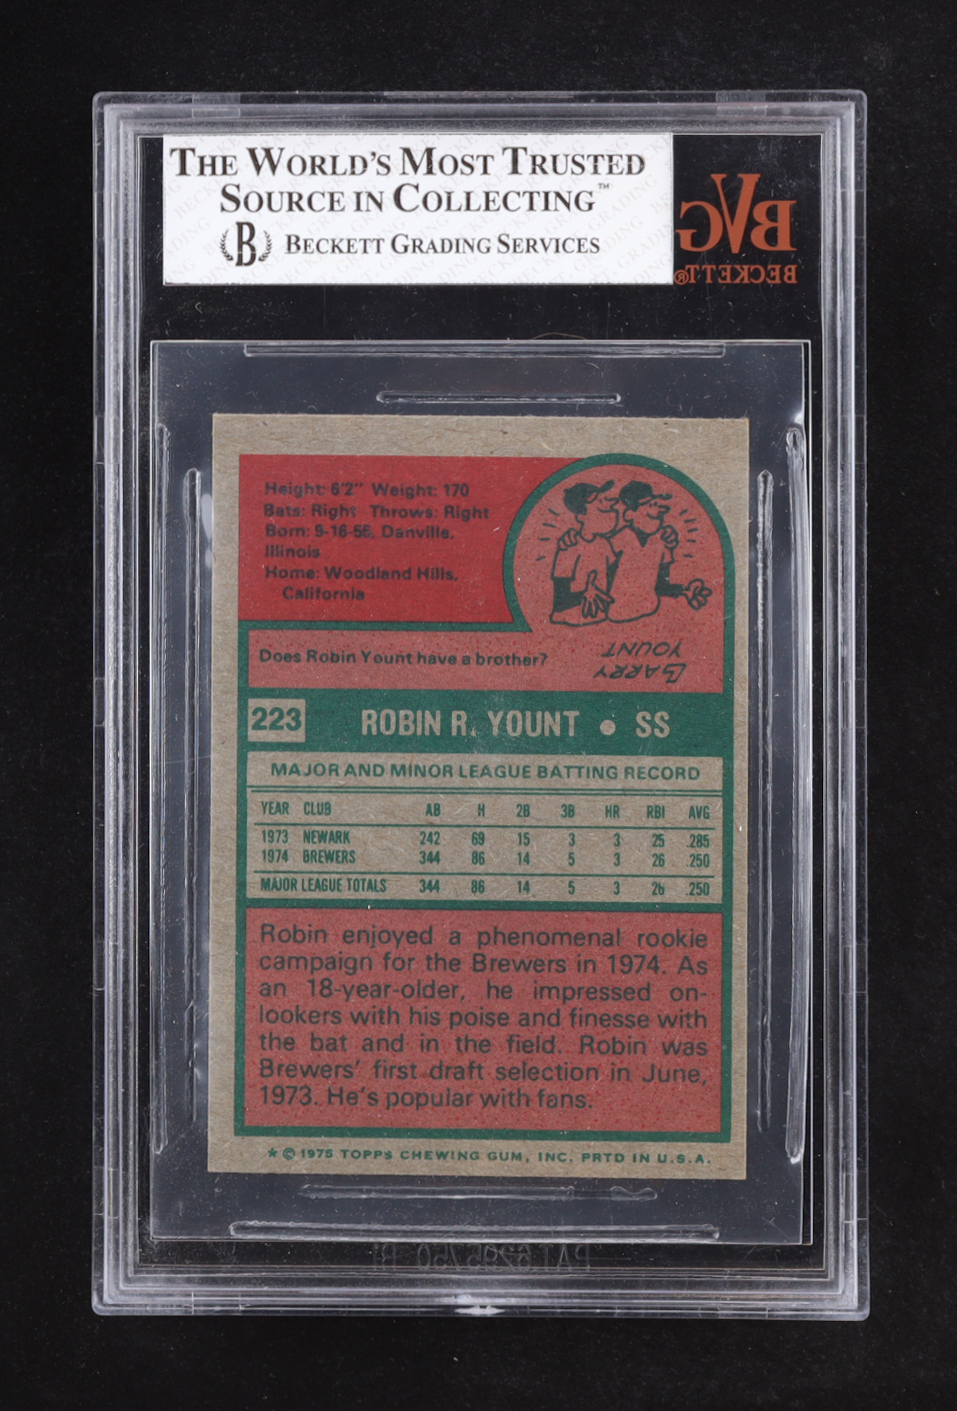 THE WORLD'S MOST TRUSTED
SOURCE IN COLLECTING™
B BECKETT GRADING SERVICES
BVG
BECKETT®
Height: 6'2" Weight: 170
Bats: Right Throws: Right
Born: 9-16-55, Danville,
Illinois
Home: Woodland Hills,
California
Does Robin Yount have a brother?
LARRY
YOUNT
223 ROBIN R. YOUNT • SS
MAJOR AND MINOR LEAGUE BATTING RECORD
YEAR CLUB AB H 2B 3B HR RBI AVG
1973 NEWARK 242 69 15 3 3 25 .285
1974 BREWERS 344 86 14 5 3 26 .250
MAJOR LEAGUE TOTALS 344 86 14 5 3 26 .250
Robin enjoyed a phenomenal rookie
campaign for the Brewers in 1974. As
an 18-year-older, he impressed on-
lookers with his poise and finesse with
the bat and in the field. Robin was
Brewers' first draft selection in June,
1973. He's popular with fans.
* © 1975 TOPPS CHEWING GUM, INC. PRTD IN U.S.A.